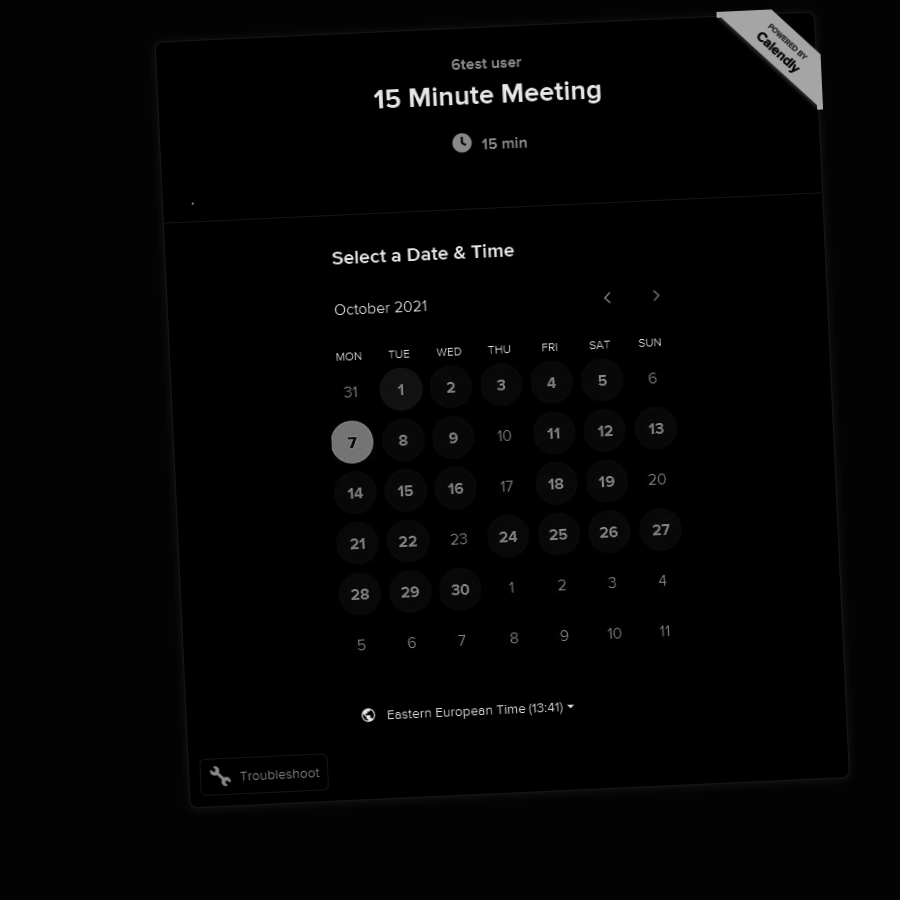 POWERED BY
Calendly
6test user
15 Minute Meeting
15 min
Select a Date & Time
October 2021
MON TUE WED THU FRI SAT SUN
31 1 2 3 4 5 6
7 8 9 10 11 12 13
14 15 16 17 18 19 20
21 22 23 24 25 26 27
28 29 30 1 2 3 4
5 6 7 8 9 10 11
Eastern European Time (13:41)
Troubleshoot